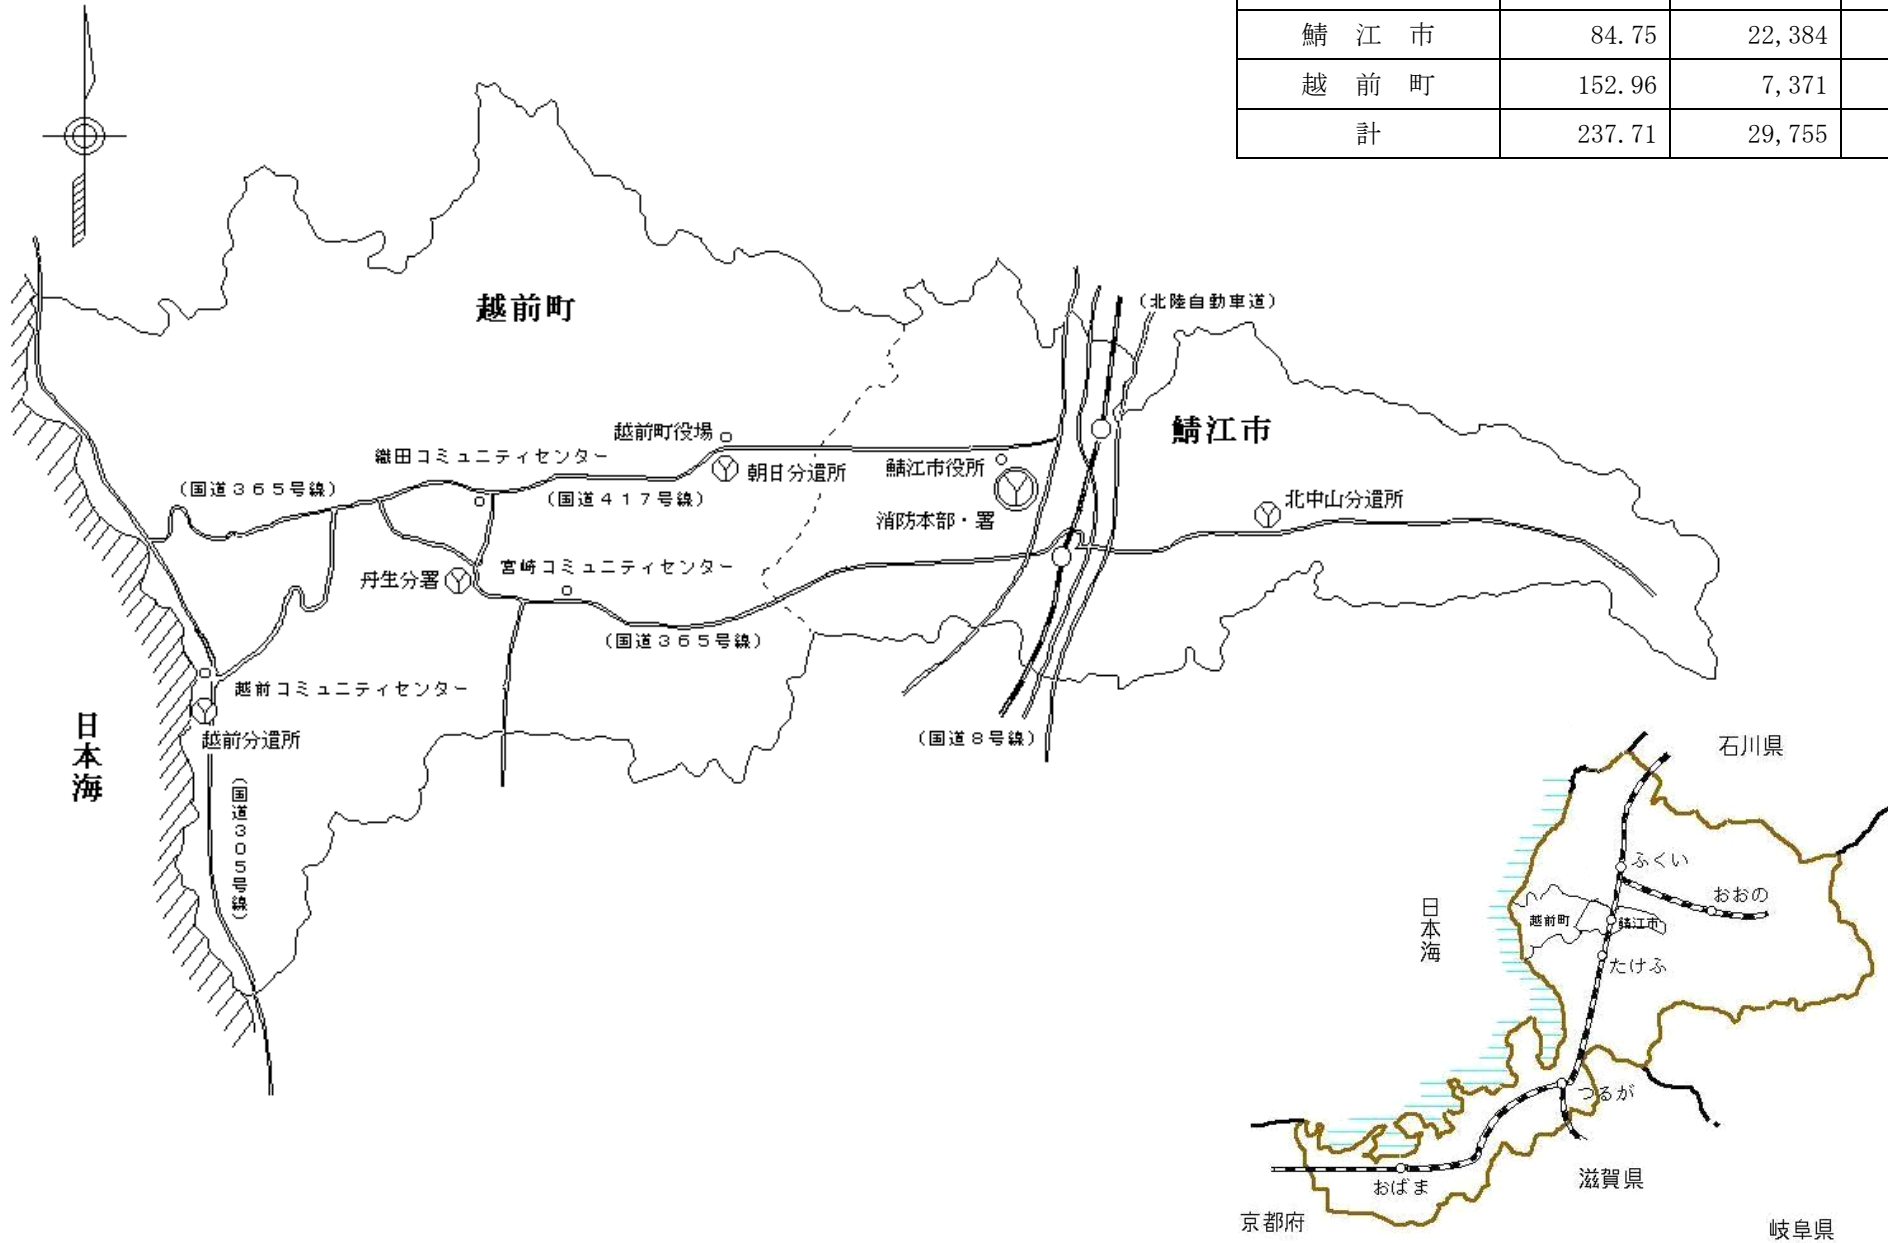 鯖江市 84.75 22,384
越前町 152.96 7,371
計 237.71 29,755
越前町
(北陸自動車道)
鯖江市
越前町役場
織田コミュニティセンター
朝日分遣所
鯖江市役所
(国道365号線)
(国道417号線)
北中山分遣所
消防本部・署
宮崎コミュニティセンター
丹生分署
(国道365号線)
越前コミュニティセンター
日本海
越前分遣所
(国道8号線)
(国道305号線)
石川県
ふくい
おおの
日本海
越前町
鯖江市
たけふ
つるが
おばま
滋賀県
京都府
岐阜県